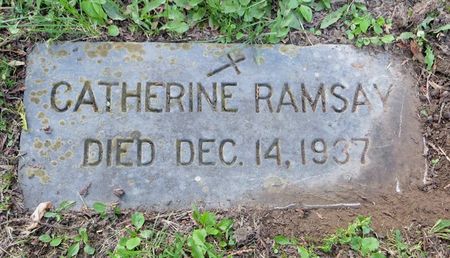 CATHERINE RAMSAY
DIED DEC. 14, 1937